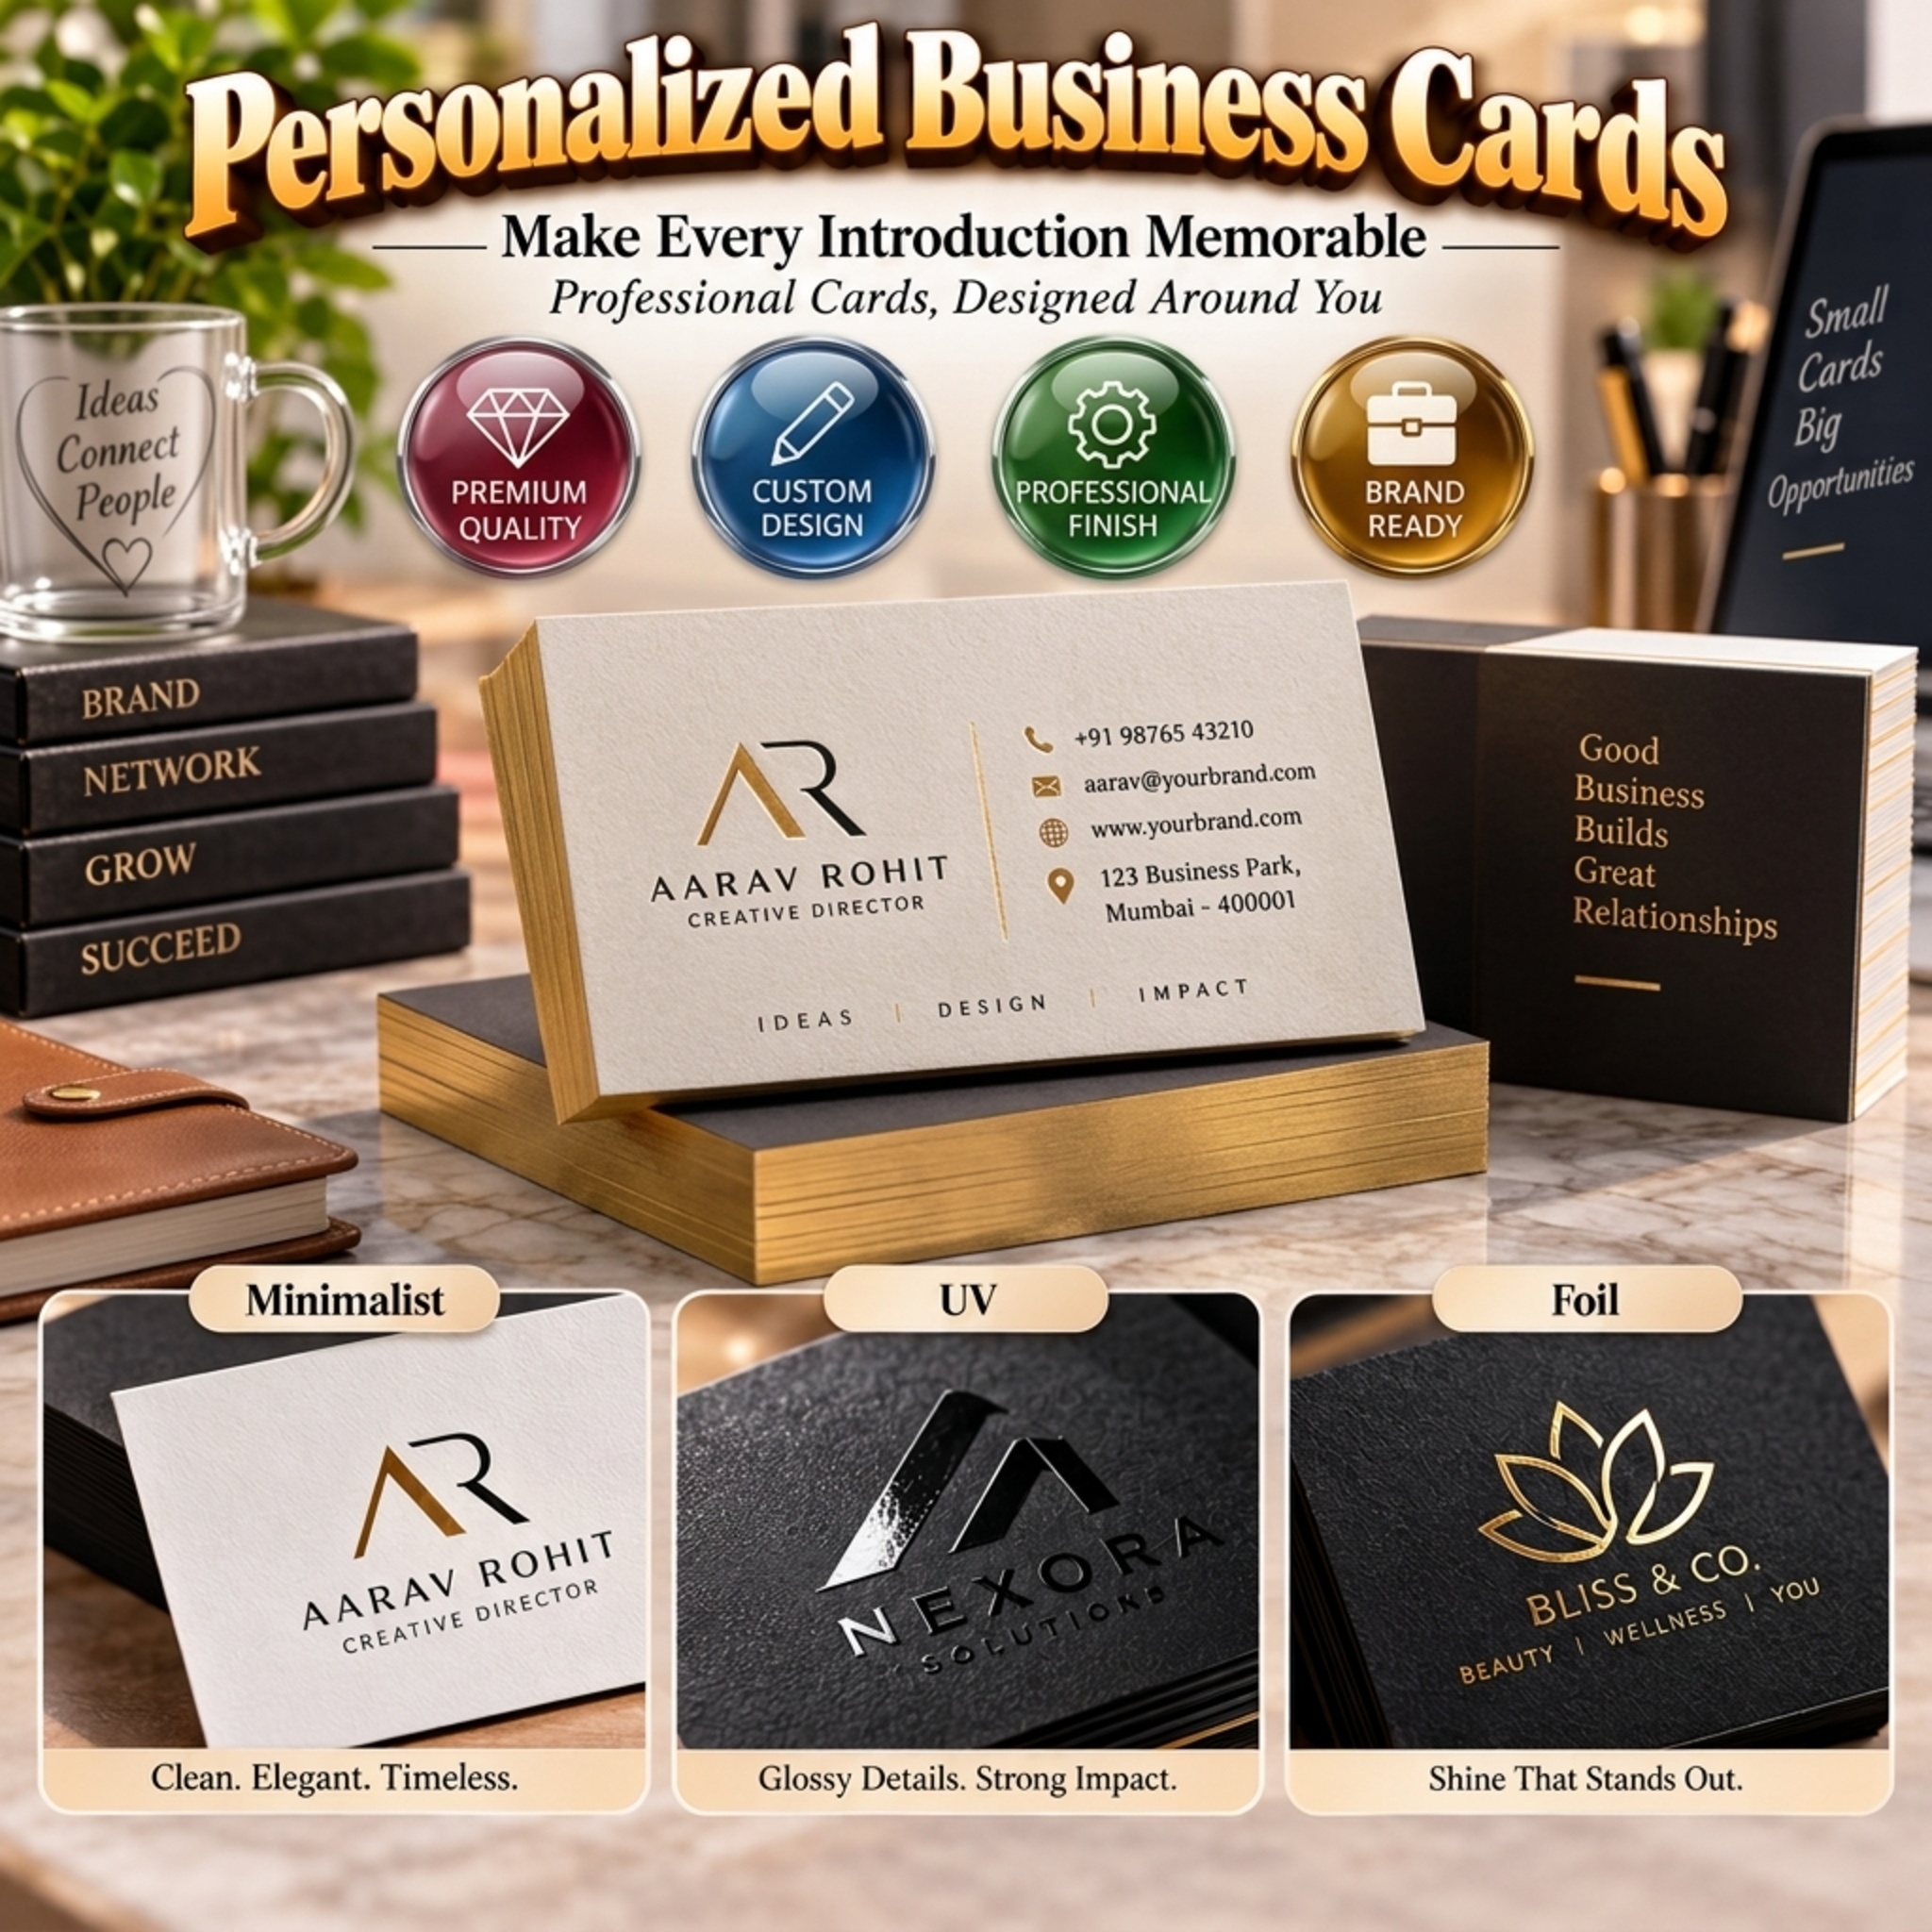 Personalized Business Cards
Make Every Introduction Memorable
Professional Cards, Designed Around You
PREMIUM
QUALITY
CUSTOM
DESIGN
PROFESSIONAL
FINISH
BRAND
READY
Ideas
Connect
People
Small
Cards
Big
Opportunities
BRAND
NETWORK
GROW
SUCCEED
AR
AARAV ROHIT
CREATIVE DIRECTOR
+91 98765 43210
aarav@yourbrand.com
www.yourbrand.com
123 Business Park,
Mumbai - 400001
IDEAS | DESIGN | IMPACT
Good
Business
Builds
Great
Relationships
Minimalist
AR
AARAV ROHIT
CREATIVE DIRECTOR
Clean. Elegant. Timeless.
UV
NEXORA
SOLUTIONS
Glossy Details. Strong Impact.
Foil
BLISS & CO.
BEAUTY | WELLNESS | YOU
Shine That Stands Out.